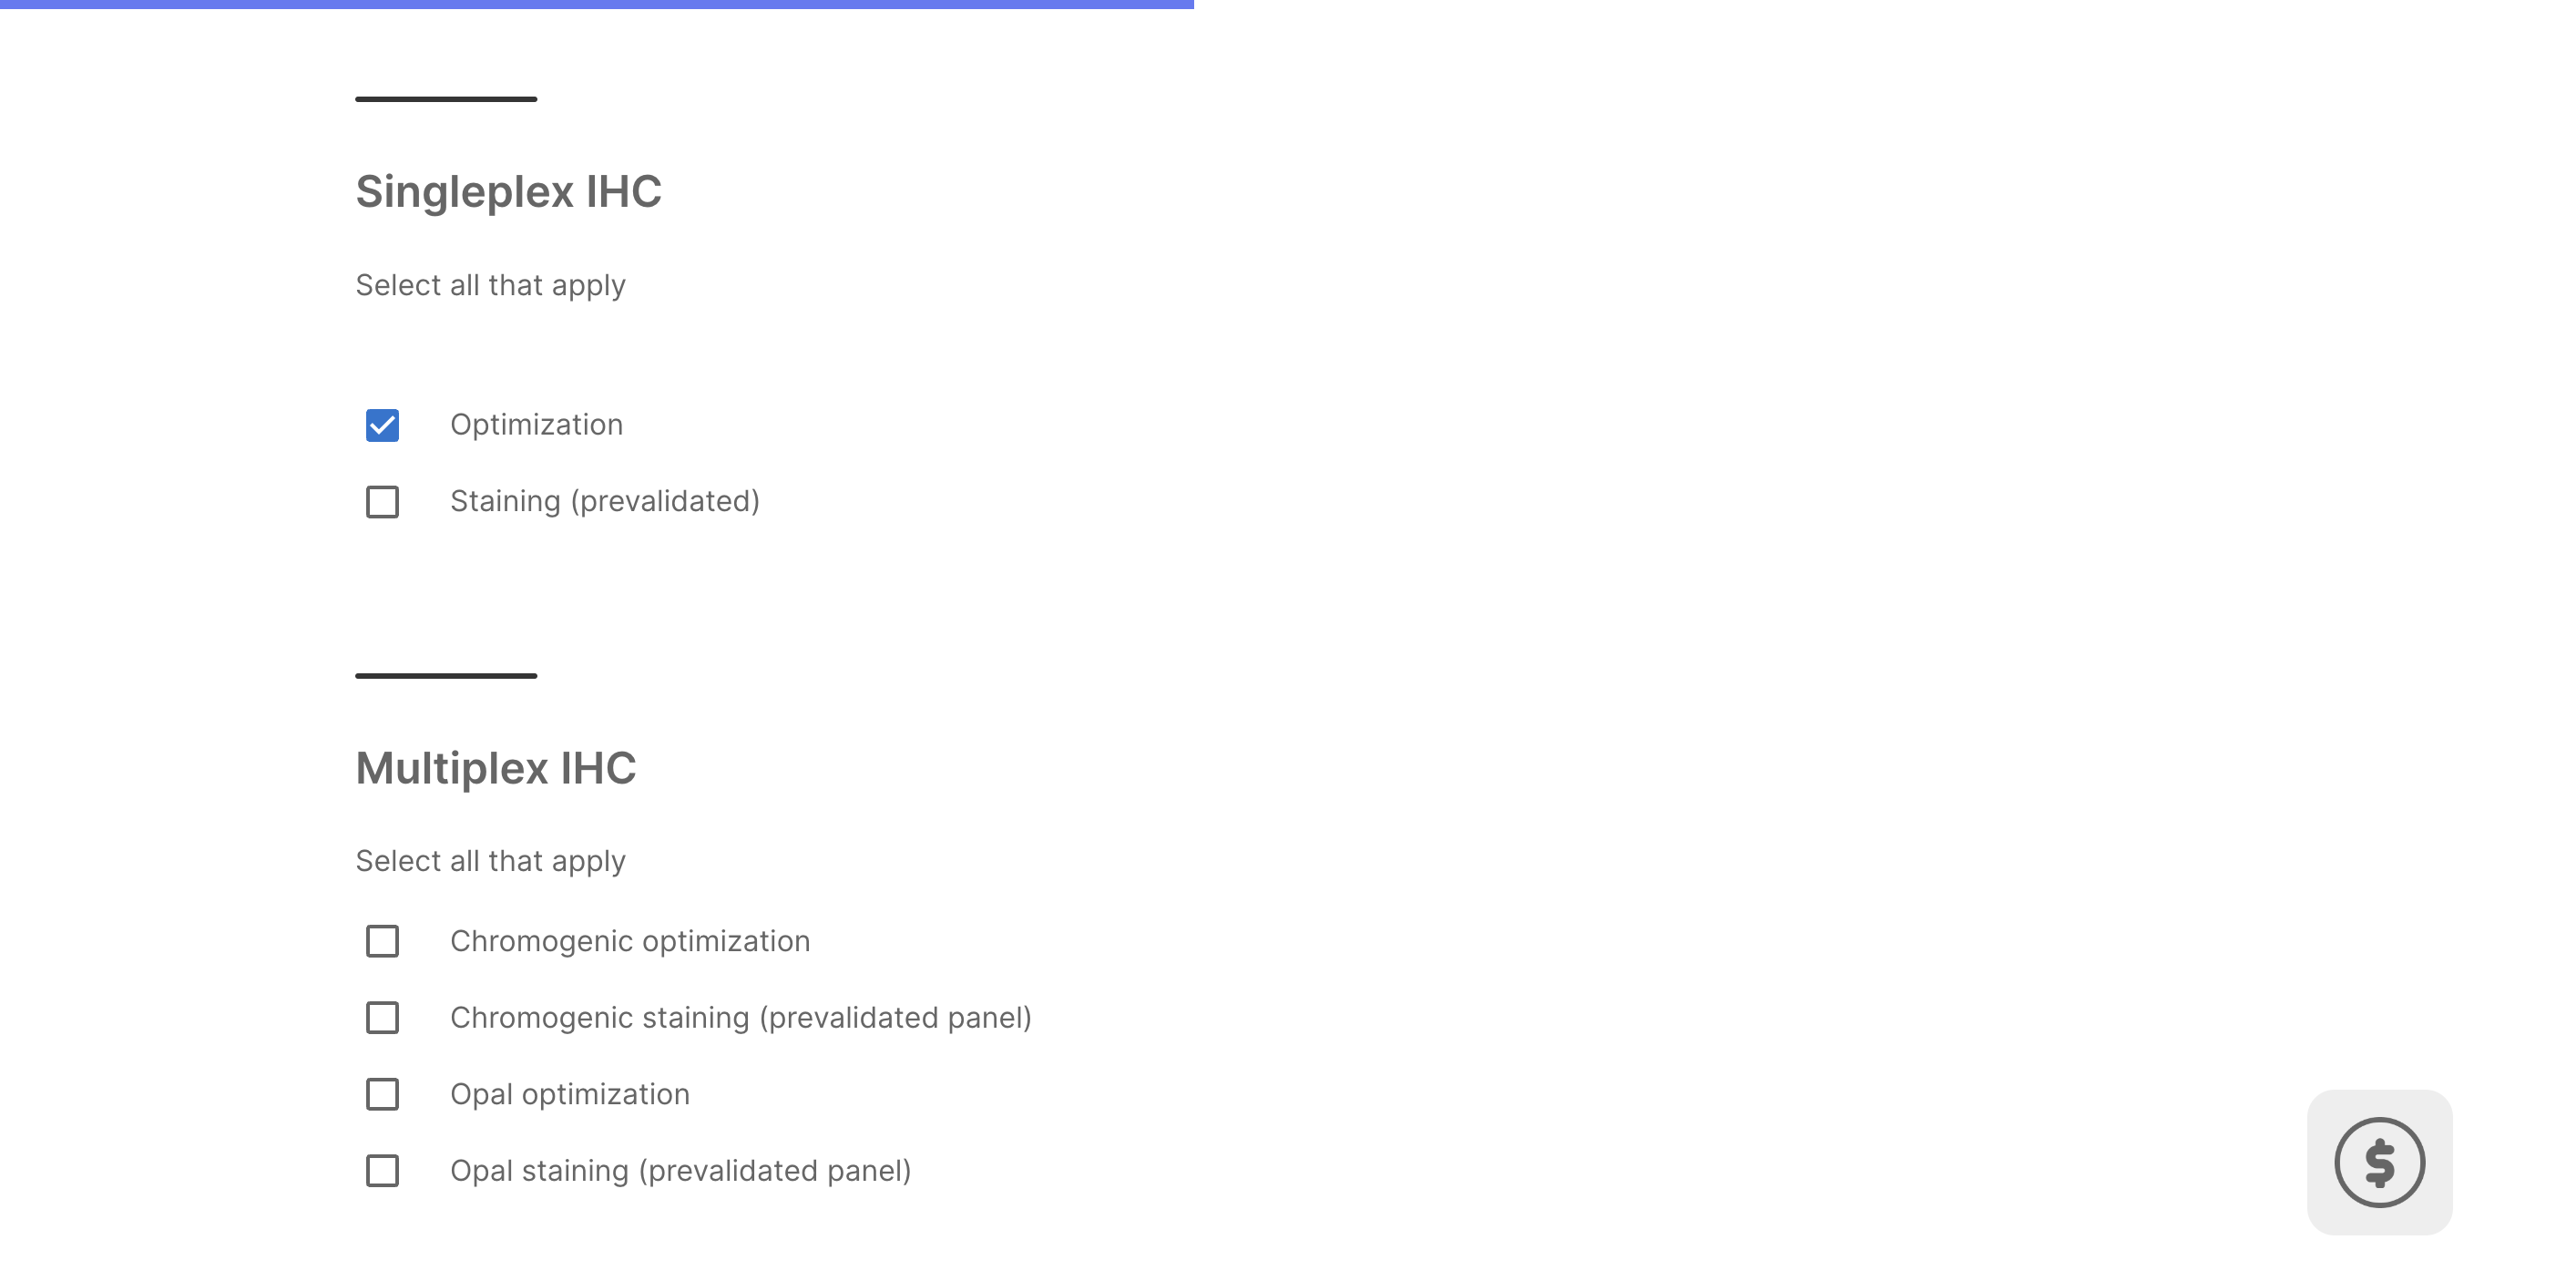 Singleplex IHC
Select all that apply
Optimization
Staining (prevalidated)
Multiplex IHC
Select all that apply
Chromogenic optimization
Chromogenic staining (prevalidated panel)
Opal optimization
Opal staining (prevalidated panel)
$